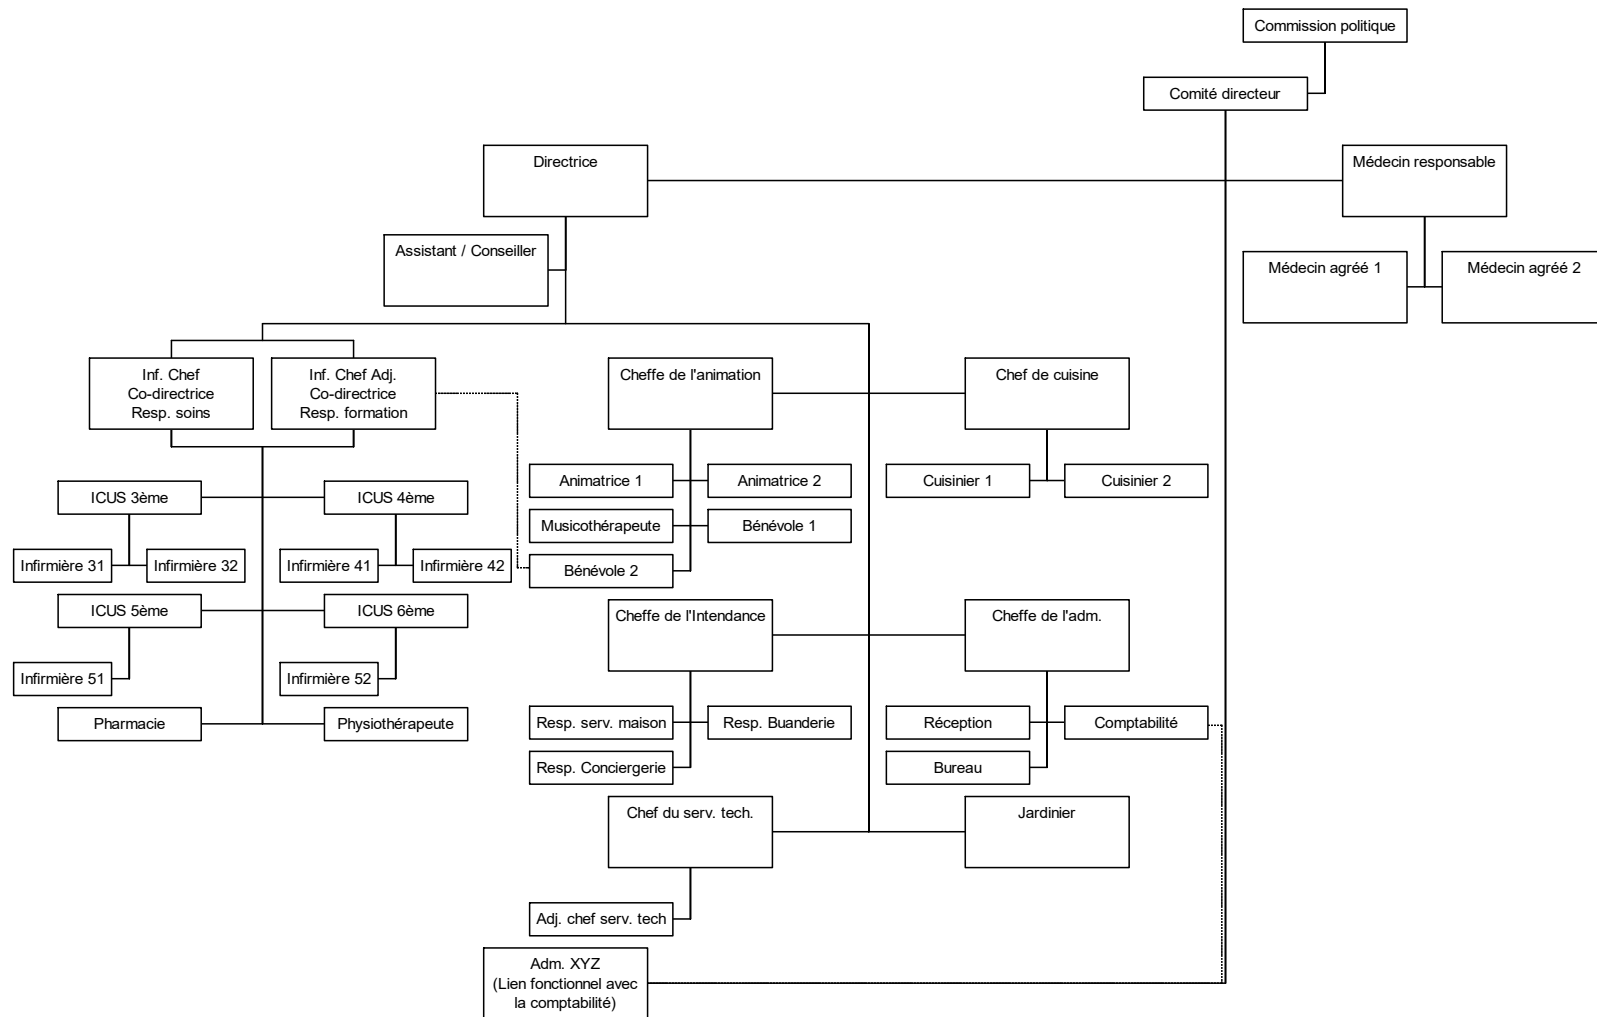 Commission politique
Comité directeur
Directrice
Médecin responsable
Assistant / Conseiller
Médecin agréé 1
Médecin agréé 2
Inf. Chef
Co-directrice
Resp. soins
Inf. Chef Adj.
Co-directrice
Resp. formation
Cheffe de l'animation
Chef de cuisine
Animatrice 1
Animatrice 2
Cuisinier 1
Cuisinier 2
ICUS 3ème
ICUS 4ème
Musicothérapeute
Bénévole 1
Infirmière 31
Infirmière 32
Infirmière 41
Infirmière 42
Bénévole 2
ICUS 5ème
ICUS 6ème
Cheffe de l'Intendance
Cheffe de l'adm.
Infirmière 51
Infirmière 52
Pharmacie
Physiothérapeute
Resp. serv. maison
Resp. Buanderie
Réception
Comptabilité
Resp. Conciergerie
Bureau
Chef du serv. tech.
Jardinier
Adj. chef serv. tech
Adm. XYZ
(Lien fonctionnel avec
la comptabilité)